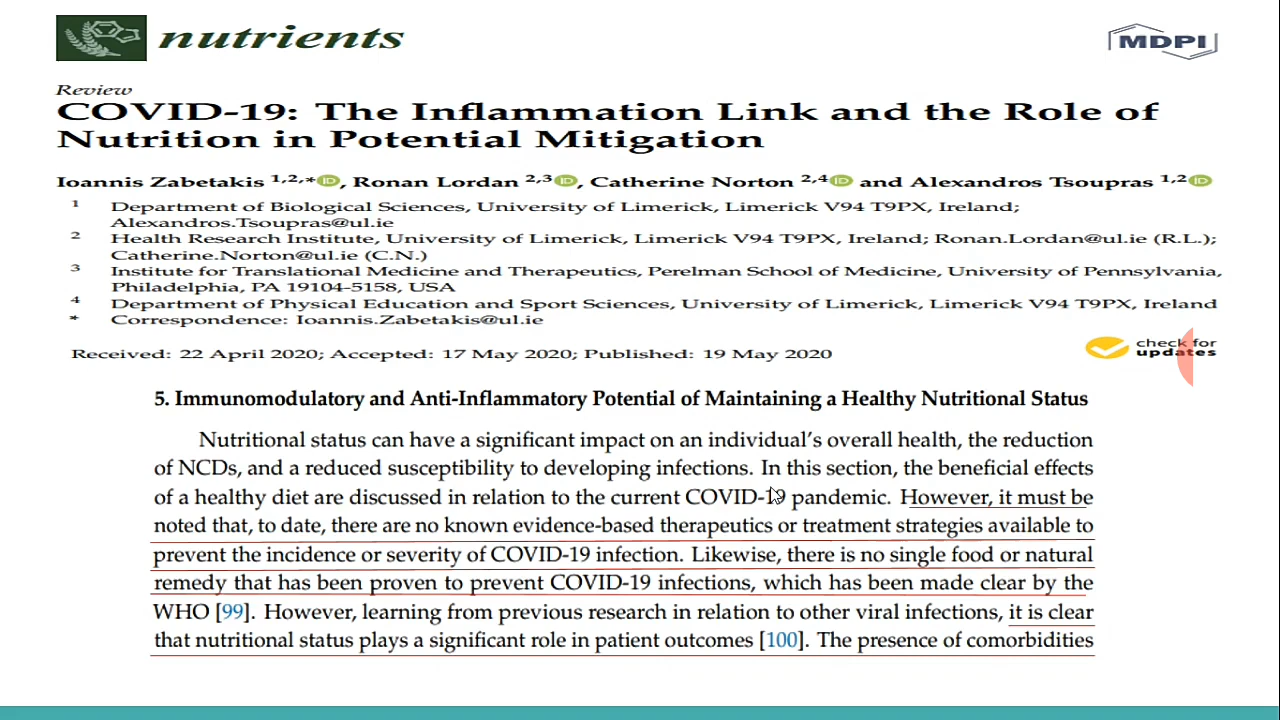 nutrients
MDPI
Review
COVID-19: The Inflammation Link and the Role of
Nutrition in Potential Mitigation
Ioannis Zabetakis 1,2,*iD, Ronan Lordan 2,3iD, Catherine Norton 2,4iD and Alexandros Tsoupras 1,2iD
1 Department of Biological Sciences, University of Limerick, Limerick V94 T9PX, Ireland;
Alexandros.Tsoupras@ul.ie
2 Health Research Institute, University of Limerick, Limerick V94 T9PX, Ireland; Ronan.Lordan@ul.ie (R.L.);
Catherine.Norton@ul.ie (C.N.)
3 Institute for Translational Medicine and Therapeutics, Perelman School of Medicine, University of Pennsylvania,
Philadelphia, PA 19104-5158, USA
4 Department of Physical Education and Sport Sciences, University of Limerick, Limerick V94 T9PX, Ireland
* Correspondence: Ioannis.Zabetakis@ul.ie
Received: 22 April 2020; Accepted: 17 May 2020; Published: 19 May 2020
check for
updates
5. Immunomodulatory and Anti-Inflammatory Potential of Maintaining a Healthy Nutritional Status
Nutritional status can have a significant impact on an individual's overall health, the reduction
of NCDs, and a reduced susceptibility to developing infections. In this section, the beneficial effects
of a healthy diet are discussed in relation to the current COVID-19 pandemic. However, it must be
noted that, to date, there are no known evidence-based therapeutics or treatment strategies available to
prevent the incidence or severity of COVID-19 infection. Likewise, there is no single food or natural
remedy that has been proven to prevent COVID-19 infections, which has been made clear by the
WHO [99]. However, learning from previous research in relation to other viral infections, it is clear
that nutritional status plays a significant role in patient outcomes [100]. The presence of comorbidities